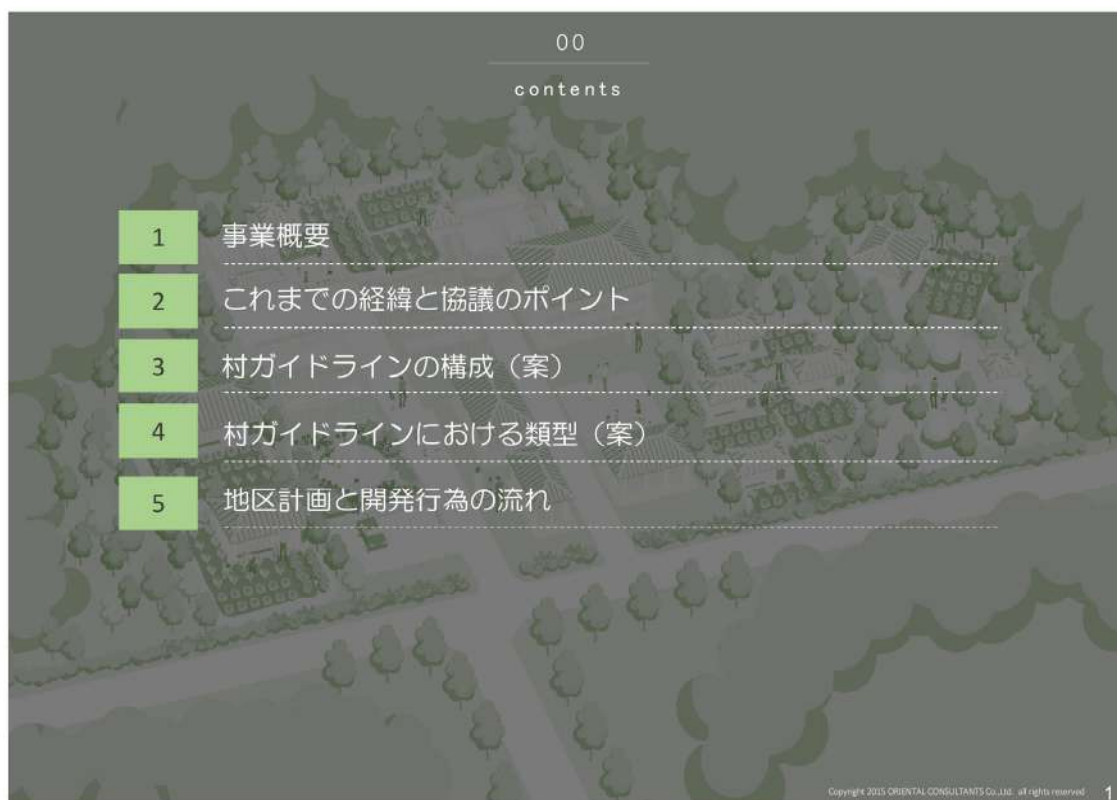 00
contents
1 事業概要
2 これまでの経緯と協議のポイント
3 村ガイドラインの構成（案）
4 村ガイドラインにおける類型（案）
5 地区計画と開発行為の流れ
Copyright 2015 ORIENTAL CONSULTANTS Co.,Ltd. all rights reserved 1